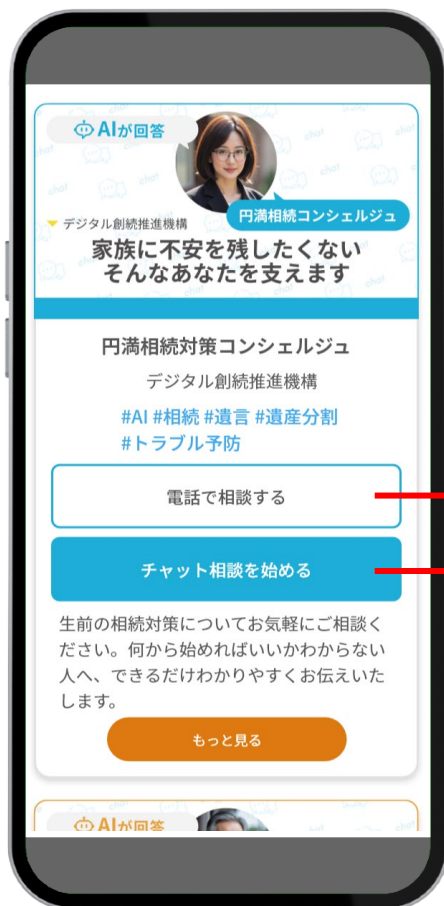 AIが回答
円満相続コンシェルジュ
デジタル創続推進機構
家族に不安を残したくない
そんなあなたを支えます
円満相続対策コンシェルジュ
デジタル創続推進機構
#AI #相続 #遺言 #遺産分割
#トラブル予防
電話で相談する
チャット相談を始める
生前の相続対策についてお気軽にご相談く
ださい。何から始めればいいかわからない
人へ、できるだけわかりやすくお伝えいた
します。
もっと見る
AIが回答